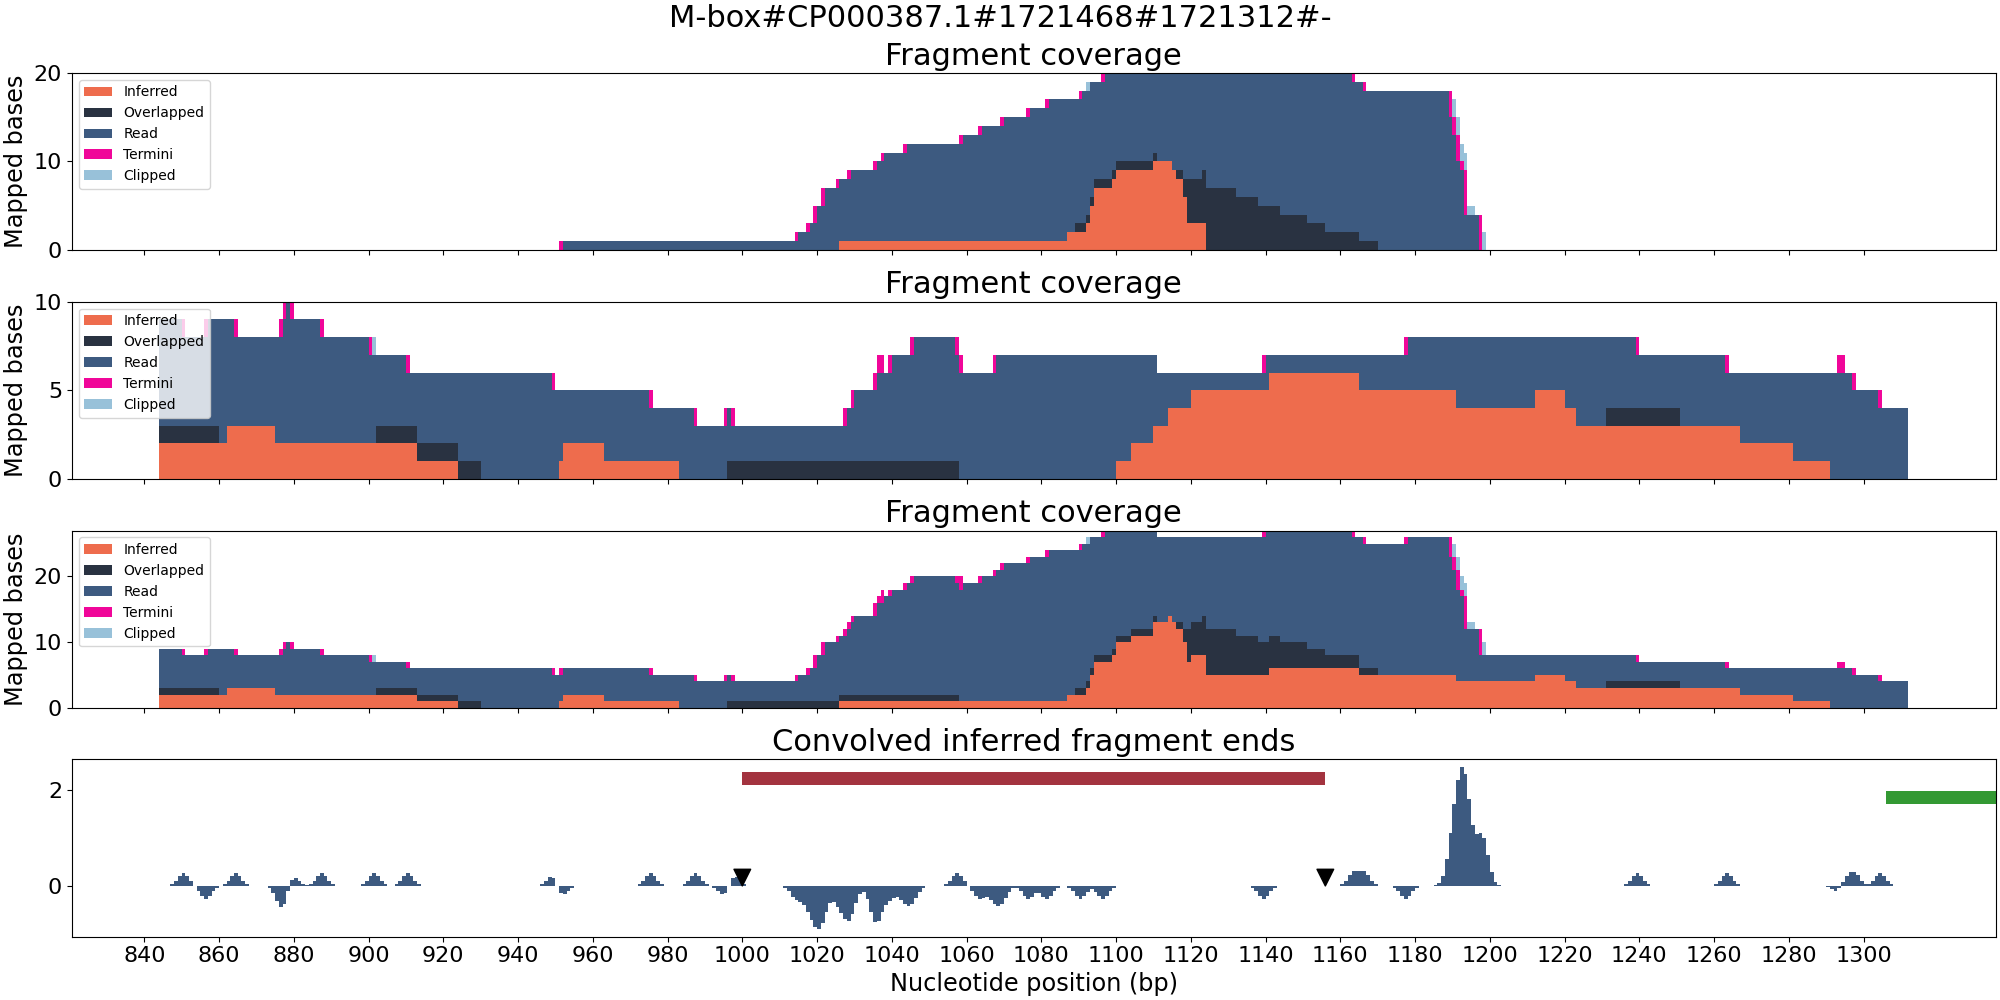 M-box#CP000387.1#1721468#1721312#-
Fragment coverage
Mapped bases
20
10
0
Inferred
Overlapped
Read
Termini
Clipped
Fragment coverage
Mapped bases
10
5
0
Inferred
Overlapped
Read
Termini
Clipped
Fragment coverage
Mapped bases
20
10
0
Inferred
Overlapped
Read
Termini
Clipped
Convolved inferred fragment ends
2
0
840 860 880 900 920 940 960 980 1000 1020 1040 1060 1080 1100 1120 1140 1160 1180 1200 1220 1240 1260 1280 1300
Nucleotide position (bp)